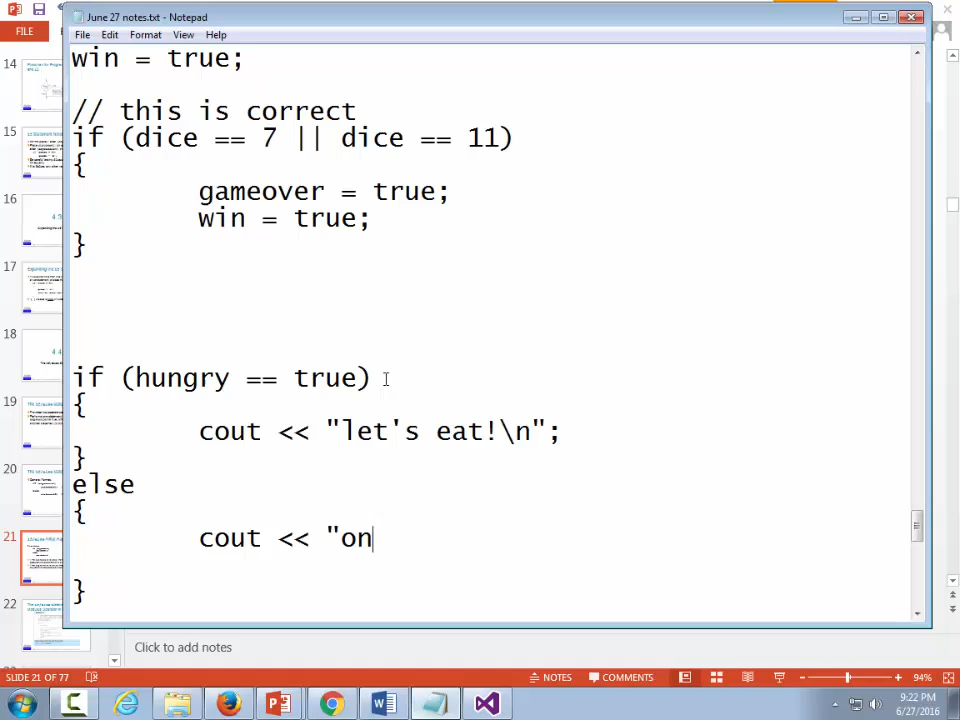 June 27 notes.txt - Notepad
FILE
File Edit Format View Help
win = true;
// this is correct
if (dice == 7 || dice == 11)
{
gameover = true;
win = true;
}
if (hungry == true)
{
cout << "let's eat!\n";
}
else
{
cout << "on
}
14
15
16
17
18
19
20
21
22
Click to add notes
SLIDE 21 OF 77
NOTES
COMMENTS
94%
9:22 PM
6/27/2016